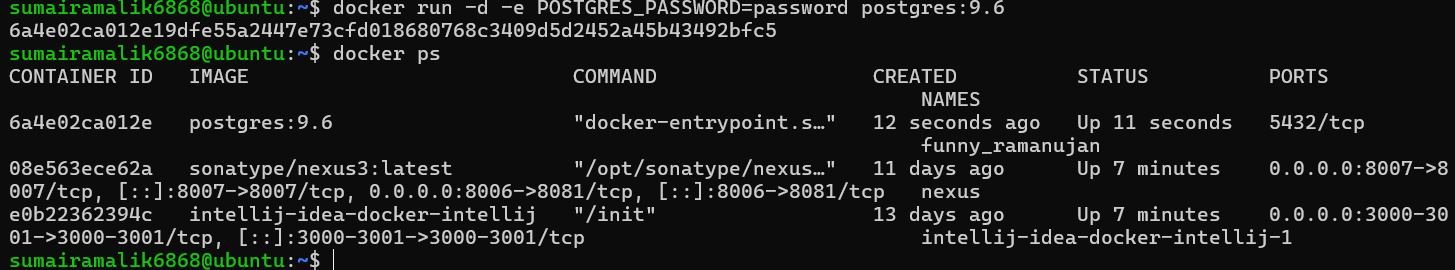 sumairamalik6868@ubuntu:~$ docker run -d -e POSTGRES_PASSWORD=password postgres:9.6
6a4e02ca012e19dfe55a2447e73cfd018680768c3409d5d2452a45b43492bfc5
sumairamalik6868@ubuntu:~$ docker ps
CONTAINER ID   IMAGE                           COMMAND                  CREATED          STATUS          PORTS
                                                                            NAMES
6a4e02ca012e   postgres:9.6                    "docker-entrypoint.s…"   12 seconds ago   Up 11 seconds   5432/tcp
                                                                            funny_ramanujan
08e563ece62a   sonatype/nexus3:latest          "/opt/sonatype/nexus…"   11 days ago      Up 7 minutes    0.0.0.0:8007->8
007/tcp, [::]:8007->8007/tcp, 0.0.0.0:8006->8081/tcp, [::]:8006->8081/tcp   nexus
e0b22362394c   intellij-idea-docker-intellij   "/init"                  13 days ago      Up 7 minutes    0.0.0.0:3000-30
01->3000-3001/tcp, [::]:3000-3001->3000-3001/tcp                            intellij-idea-docker-intellij-1
sumairamalik6868@ubuntu:~$